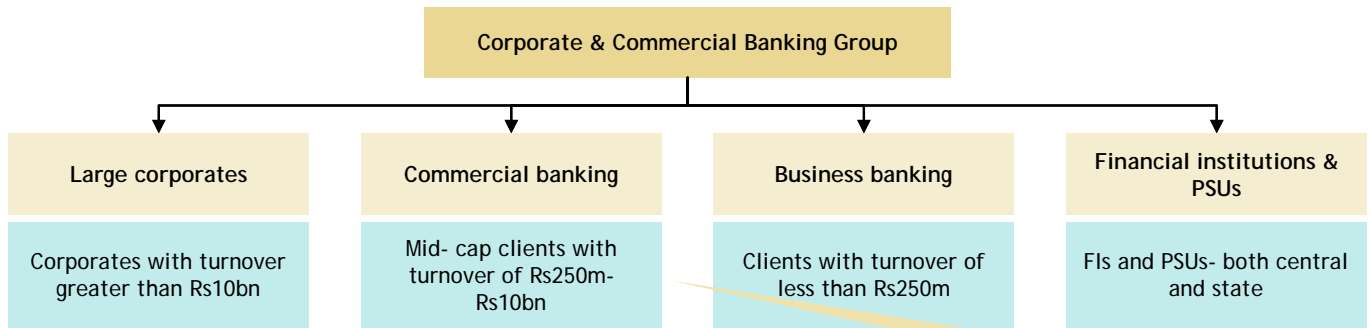 Corporate & Commercial Banking Group
Large corporates
Commercial banking
Business banking
Financial institutions &
PSUs
Corporates with turnover
greater than Rs10bn
Mid- cap clients with
turnover of Rs250m-
Rs10bn
Clients with turnover of
less than Rs250m
FIs and PSUs- both central
and state